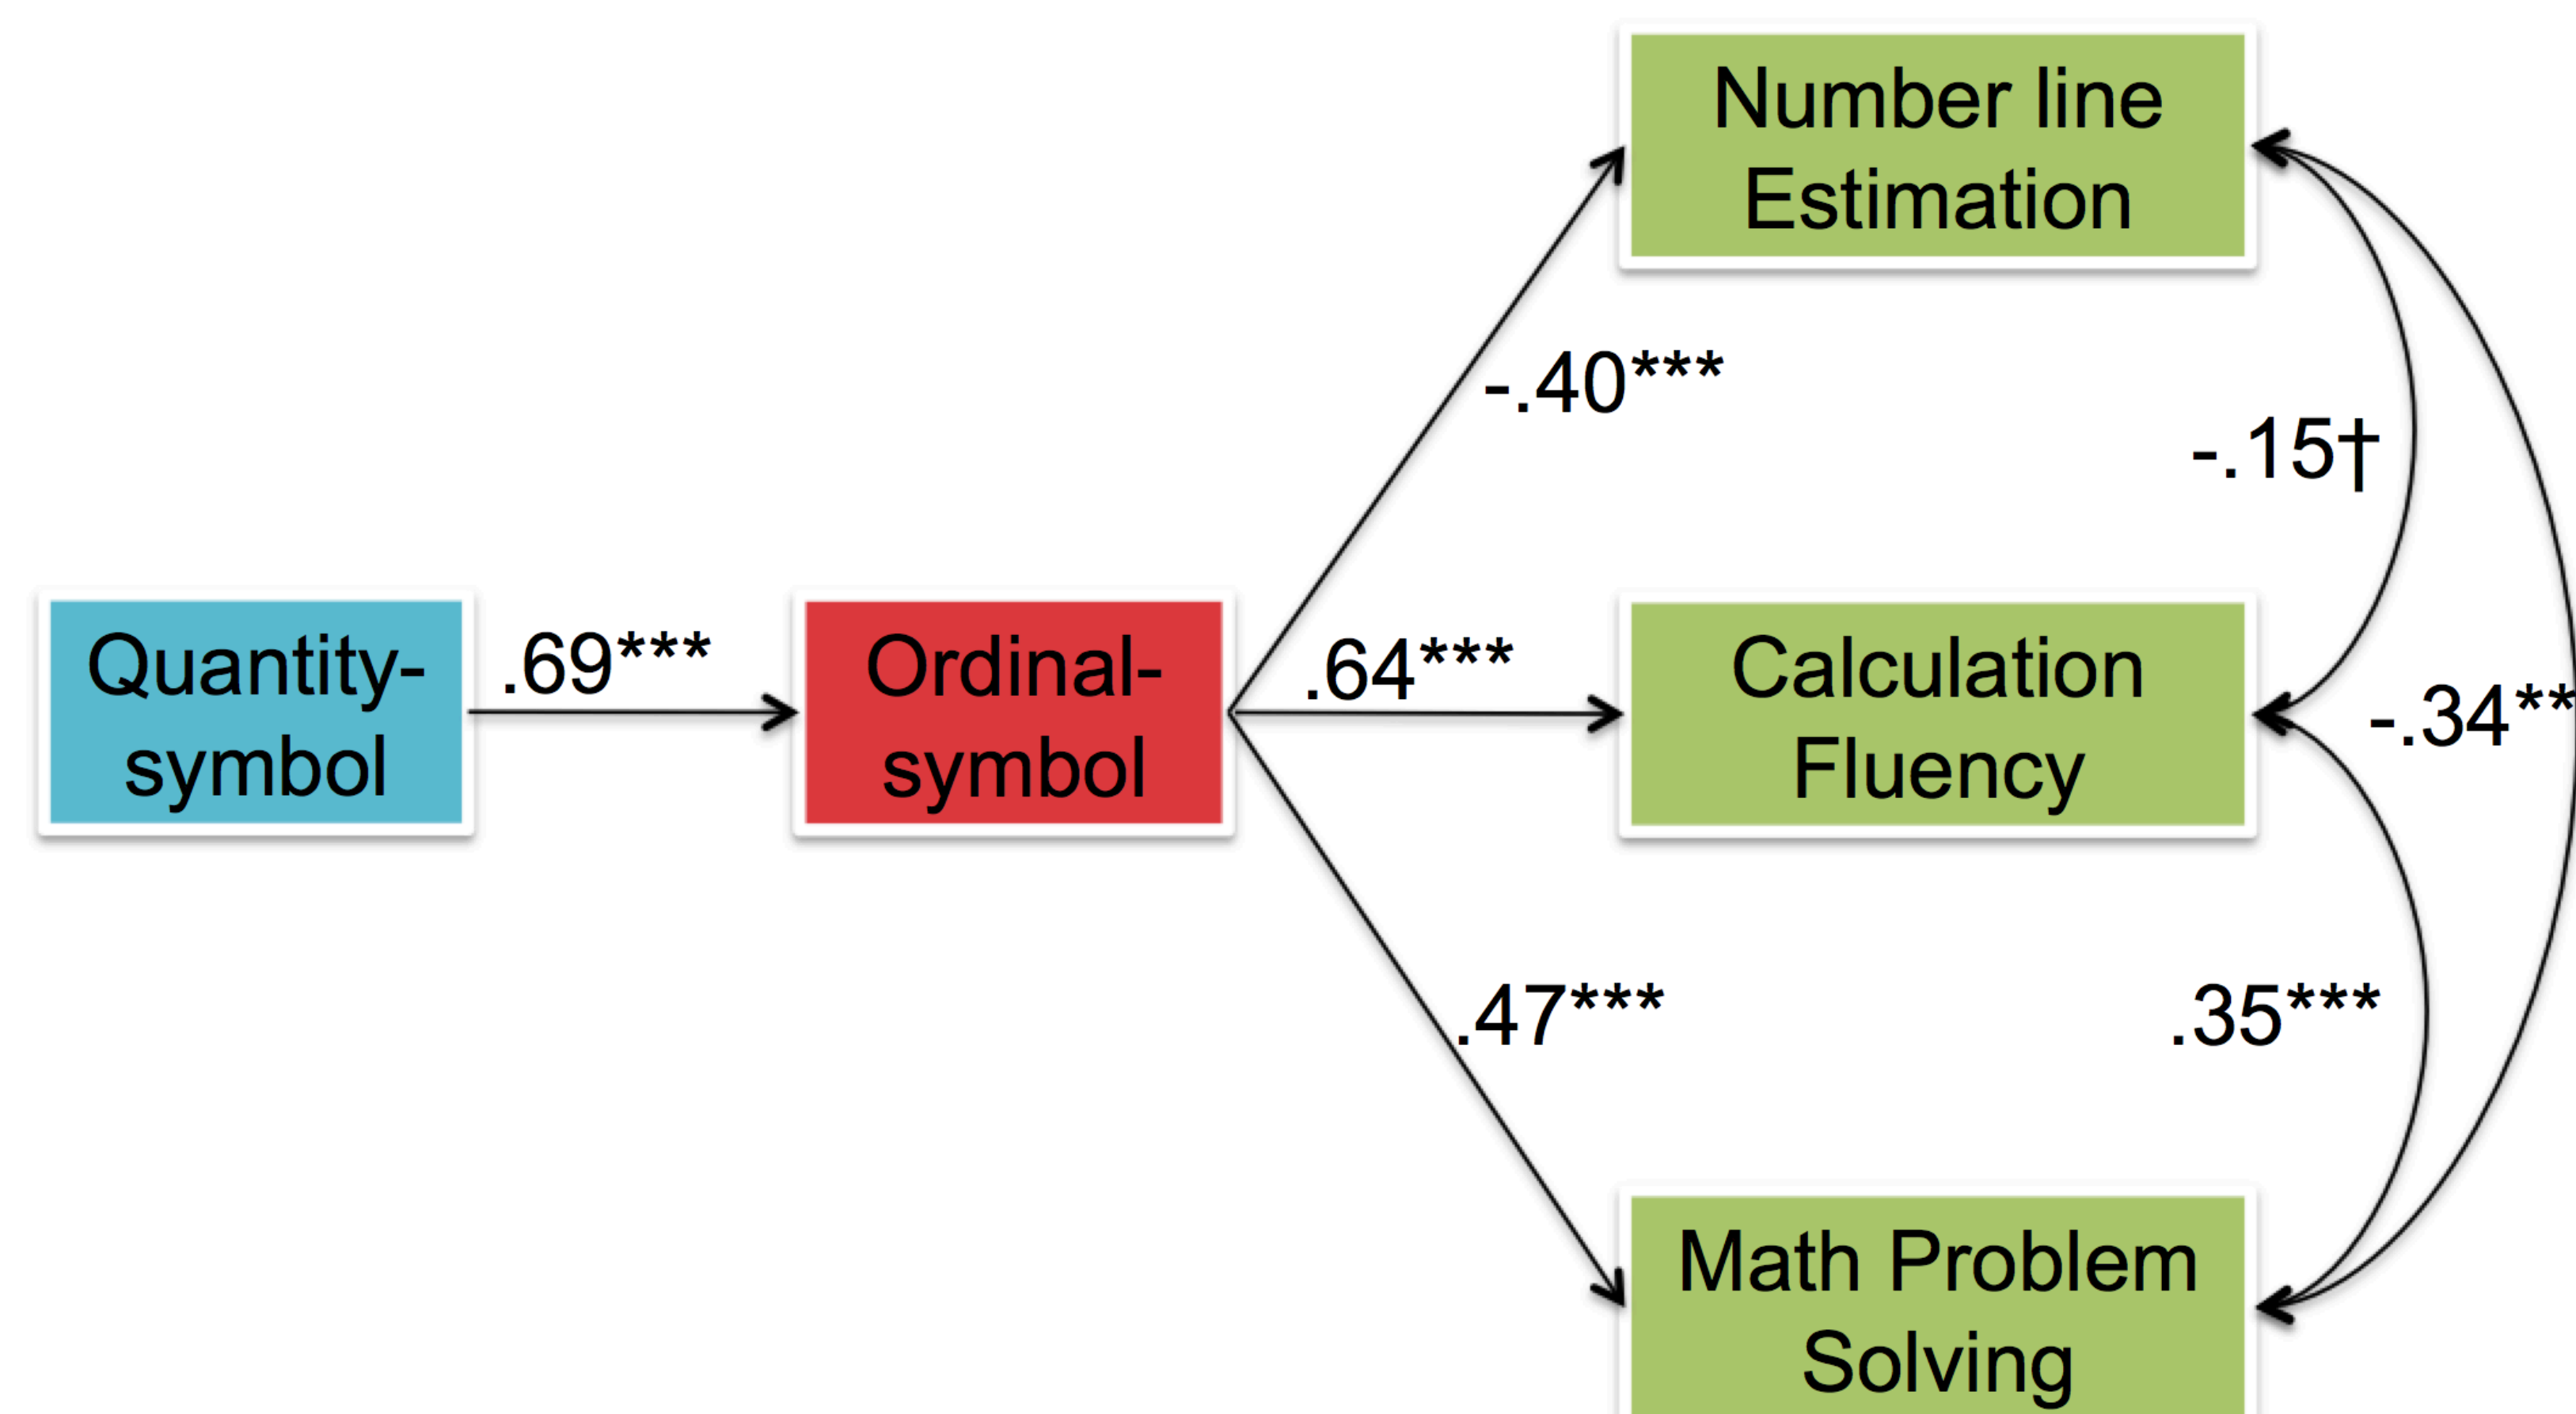 Number line
Estimation
-.40***
-.15†
Quantity-
symbol
.69***
Ordinal-
symbol
.64***
Calculation
Fluency
-.34**
.47***
.35***
Math Problem
Solving